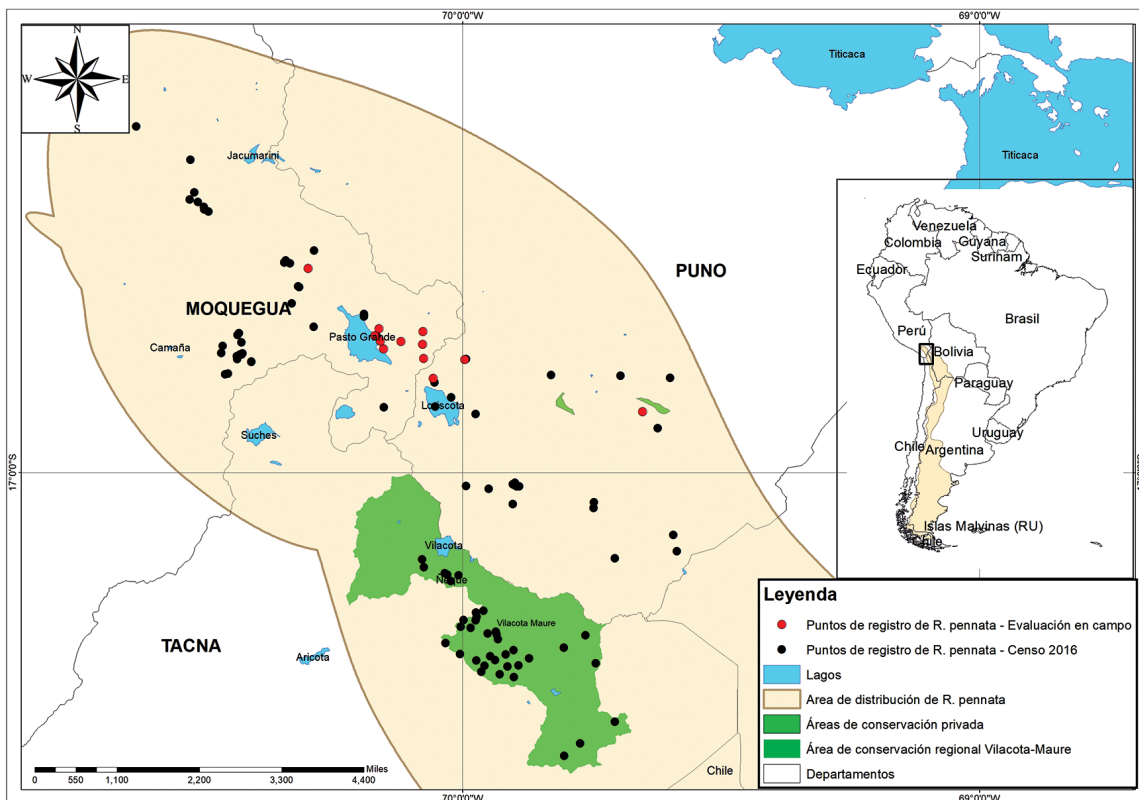 70°0'0"W
69°0'0"W
N
W
E
S
Titicaca
Titicaca
Jacumarini
PUNO
MOQUEGUA
Pasto Grande
Camaña
Loriscota
Suches
17°0'0"S
Vilacota
Vilacota Maure
TACNA
Aricota
Chile
Venezuela
Colombia
Guyana
Surinam
Ecuador
Perú
Brasil
Bolivia
Paraguay
Uruguay
Chile
Argentina
Islas Malvinas (RU)
Chile
Leyenda
Puntos de registro de R. pennata - Evaluación en campo
Puntos de registro de R. pennata - Censo 2016
Lagos
Area de distribución de R. pennata
Áreas de conservación privada
Área de conservación regional Vilacota-Maure
Departamentos
Miles
0 550 1,100 2,200 3,300 4,400
70°0'0"W
69°0'0"W